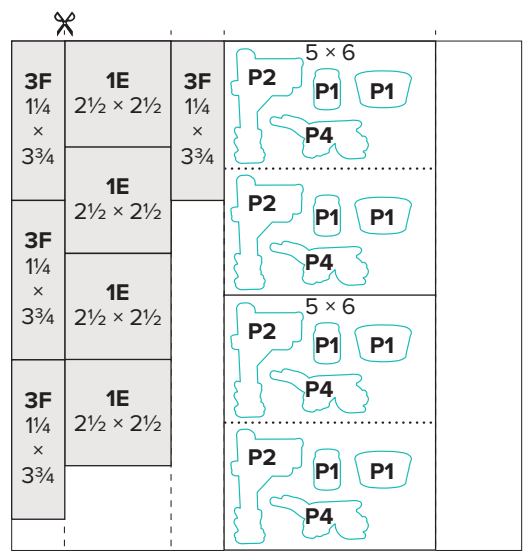 3F
1¼
×
3¾
3F
1¼
×
3¾
3F
1¼
×
3¾
1E
2½ × 2½
1E
2½ × 2½
1E
2½ × 2½
1E
2½ × 2½
3F
1¼
×
3¾
5 × 6
P2
P1 P1
P4
P2
P1 P1
P4
5 × 6
P2
P1 P1
P4
P2
P1 P1
P4